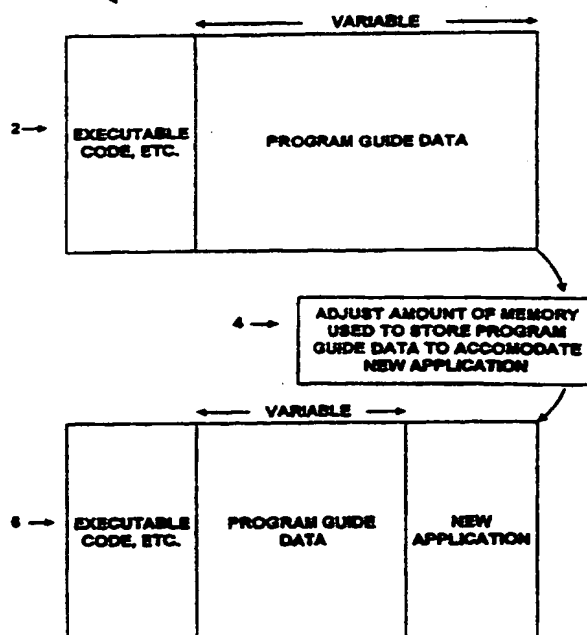 VARIABLE
2
EXECUTABLE
CODE, ETC.
PROGRAM GUIDE DATA
4
ADJUST AMOUNT OF MEMORY
USED TO STORE PROGRAM
GUIDE DATA TO ACCOMODATE
NEW APPLICATION
VARIABLE
6
EXECUTABLE
CODE, ETC.
PROGRAM GUIDE
DATA
NEW
APPLICATION